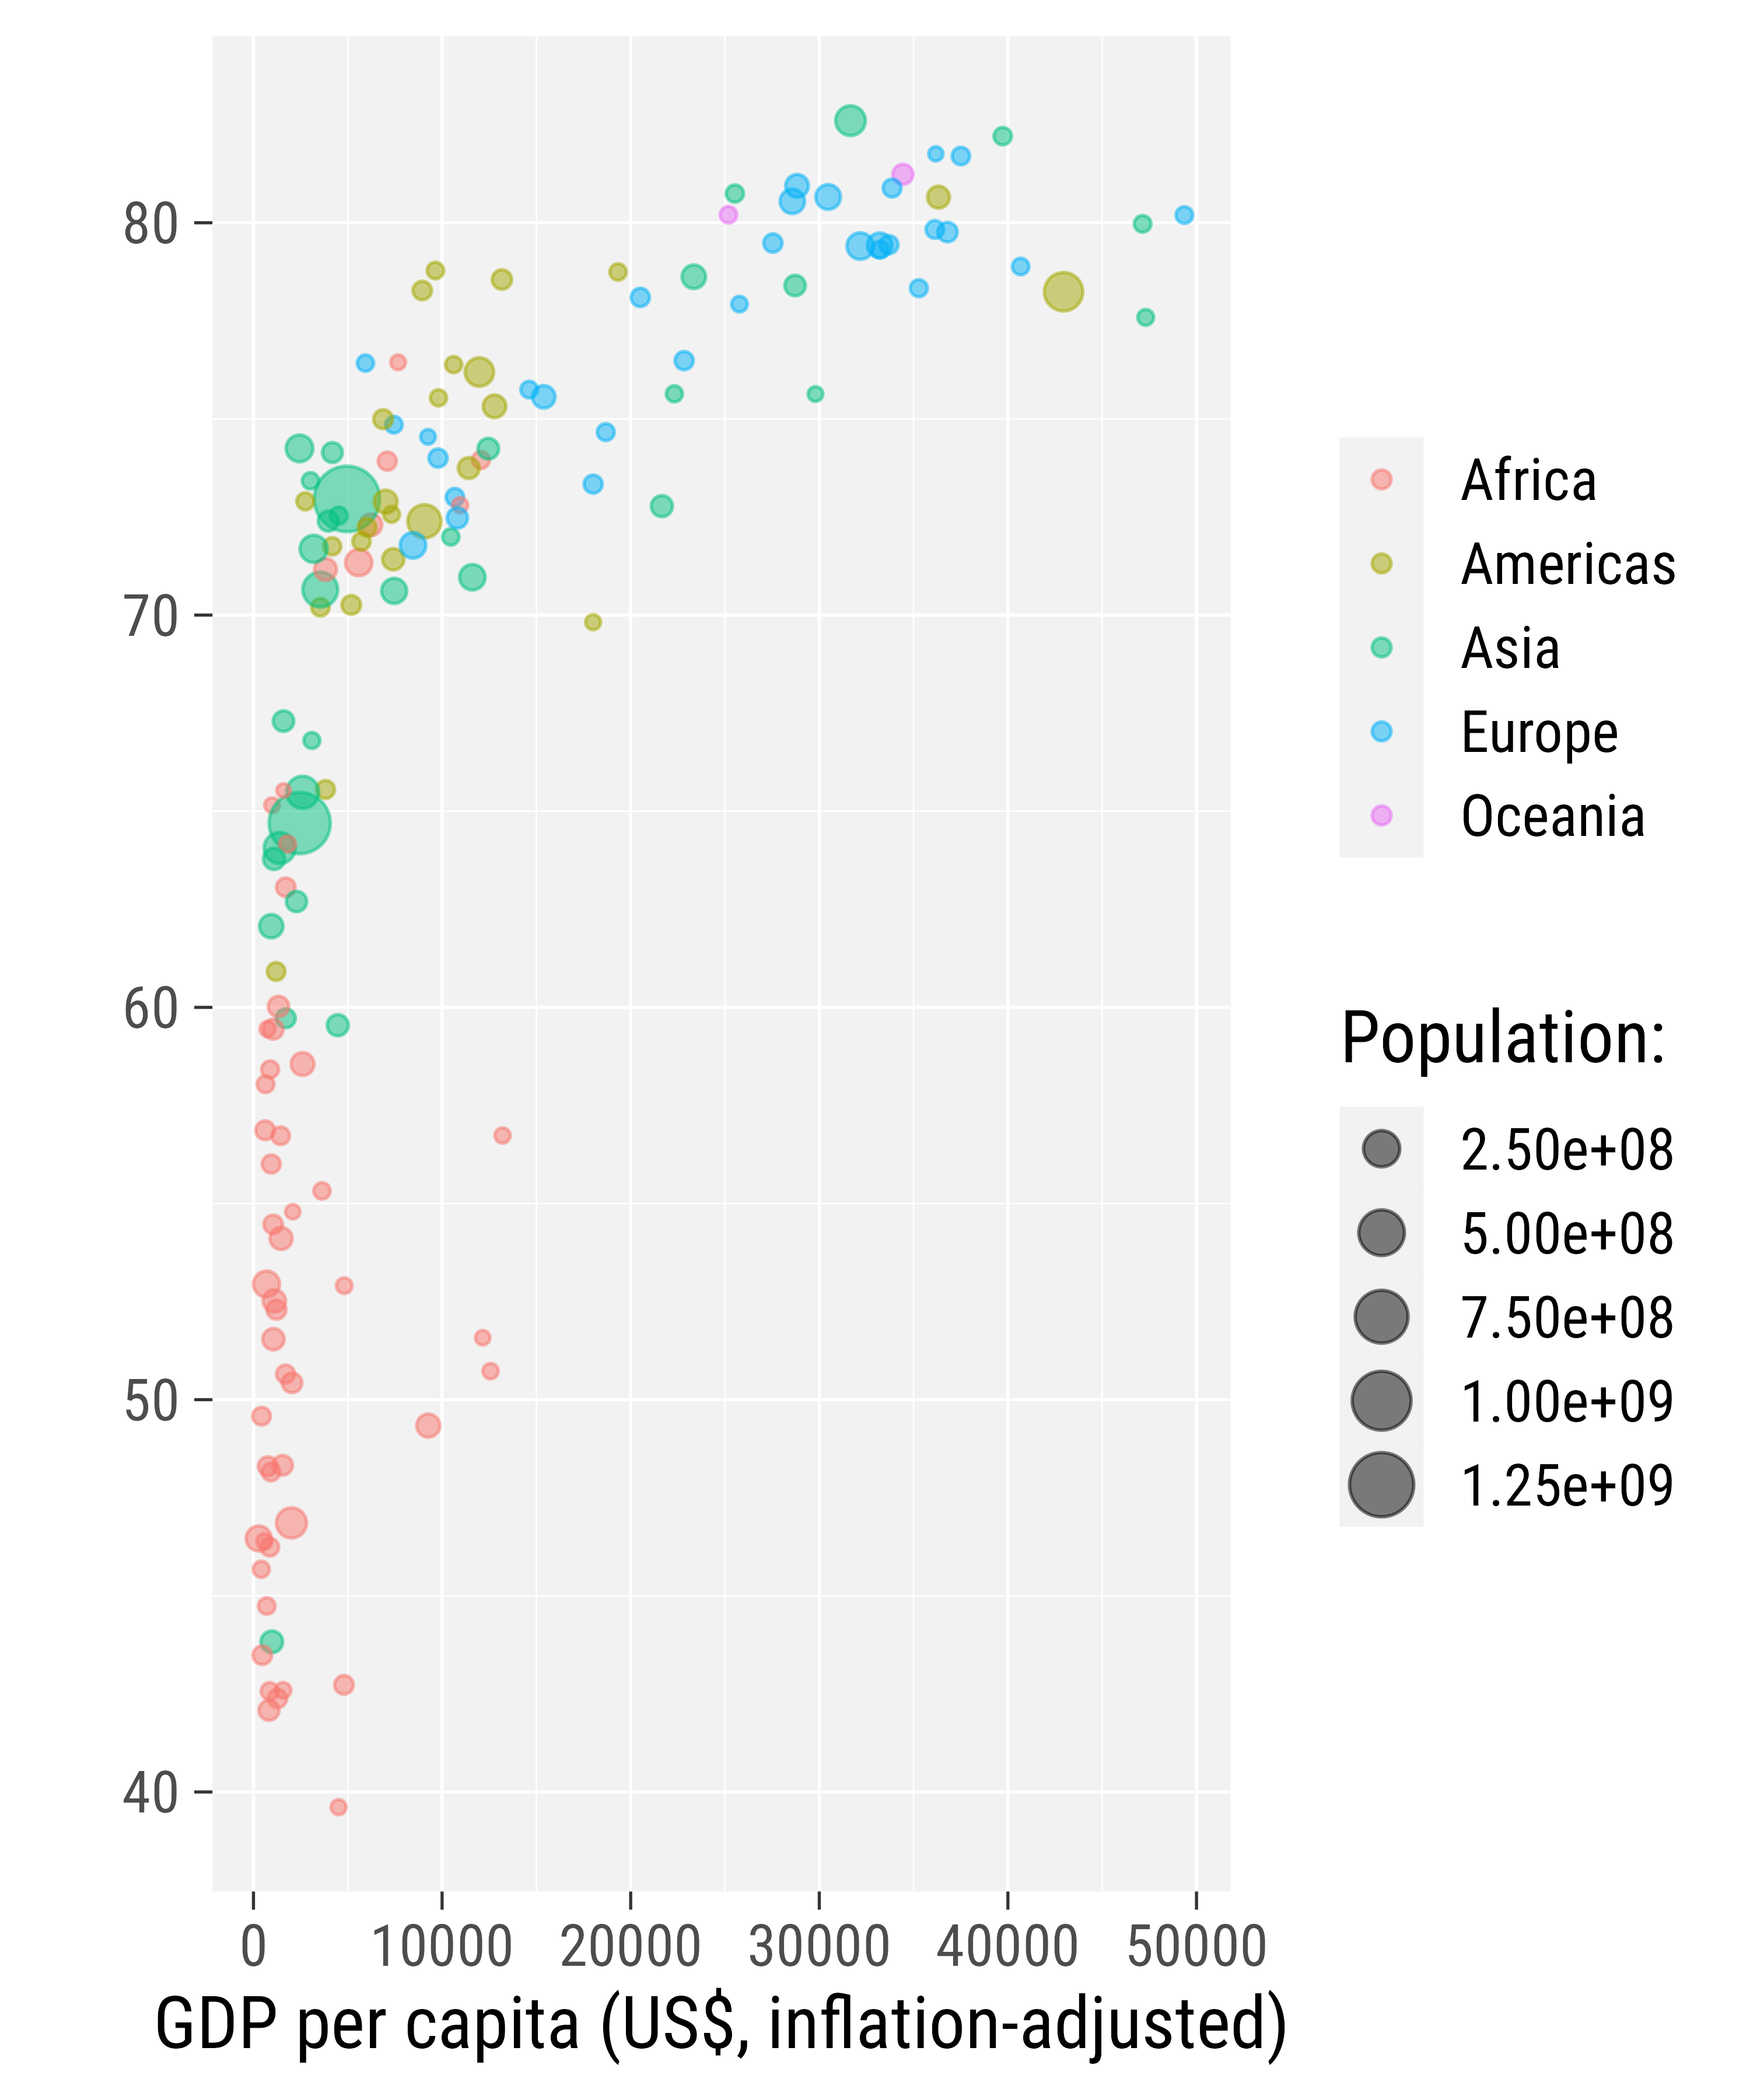 80
70
60
50
40
0 10000 20000 30000 40000 50000
GDP per capita (US$, inflation-adjusted)
Africa
Americas
Asia
Europe
Oceania
Population:
2.50e+08
5.00e+08
7.50e+08
1.00e+09
1.25e+09